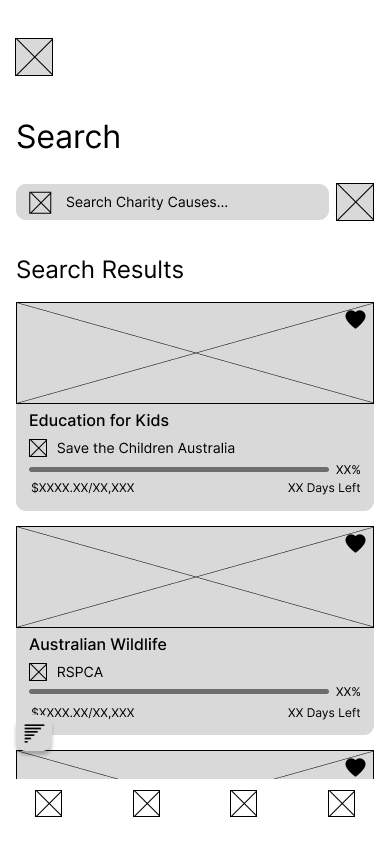 Search
Search Charity Causes...
Search Results
Education for Kids
Save the Children Australia
XX%
$XXXX.XX/XX,XXX XX Days Left
Australian Wildlife
RSPCA
XX%
$XXXX.XX/XX,XXX XX Days Left